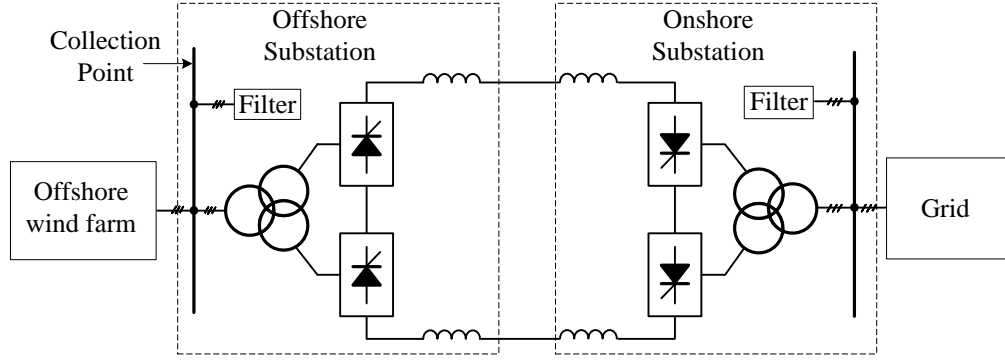 Collection
Point
Offshore
Substation
Onshore
Substation
Filter
Filter
Offshore
wind farm
Grid